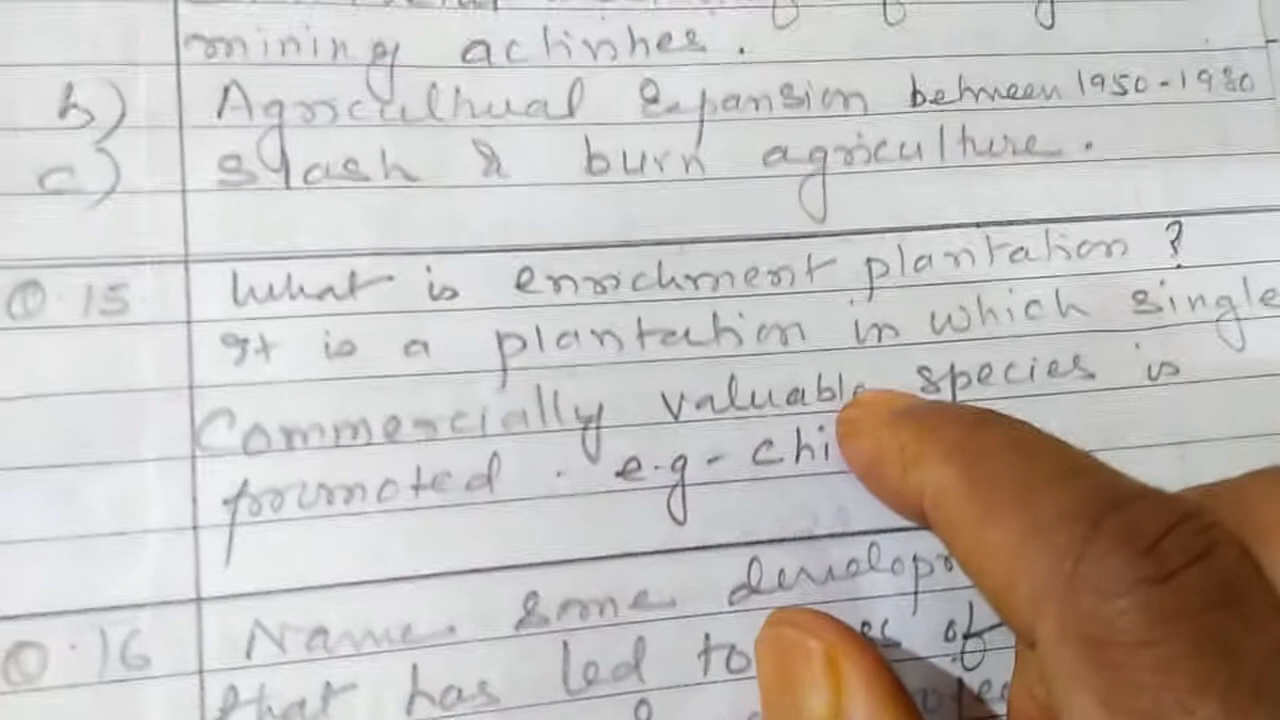 mining activities.
b) Agricultural Expansion between 1950-1980
c) Slash & burn agriculture.
Q.15 What is enrichment plantation?
It is a plantation in which single
Commercially valuable species is
promoted. e.g- chi
Q.16 Name some develop
that has led to of